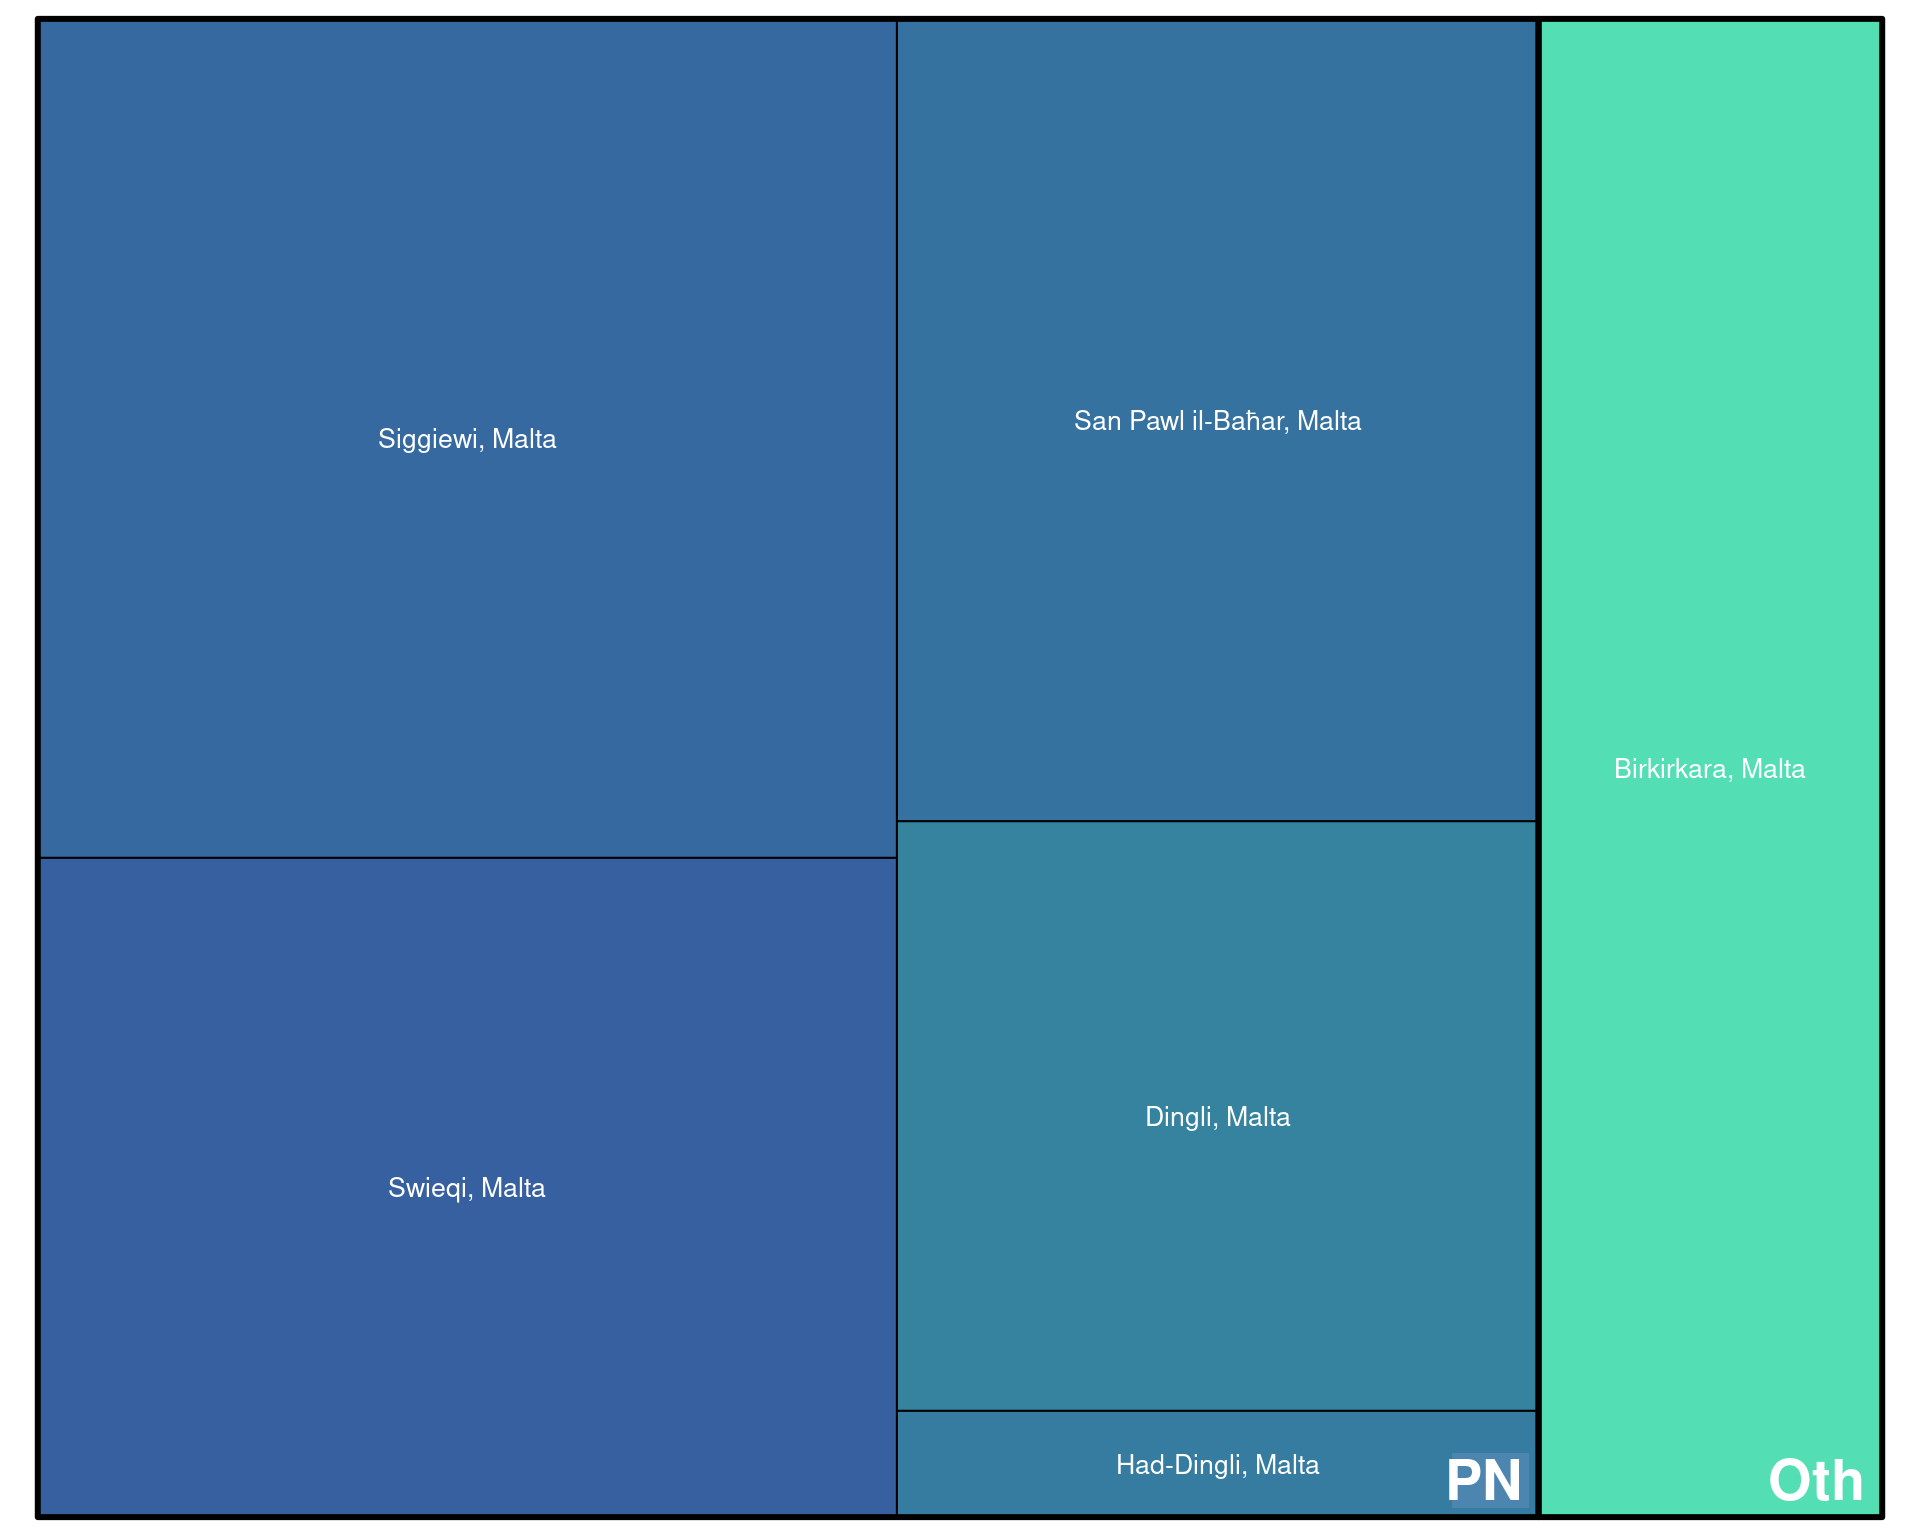 Siggiewi, Malta
San Pawl il-Baħar, Malta
Birkirkara, Malta
Swieqi, Malta
Dingli, Malta
Had-Dingli, Malta
PN
Oth